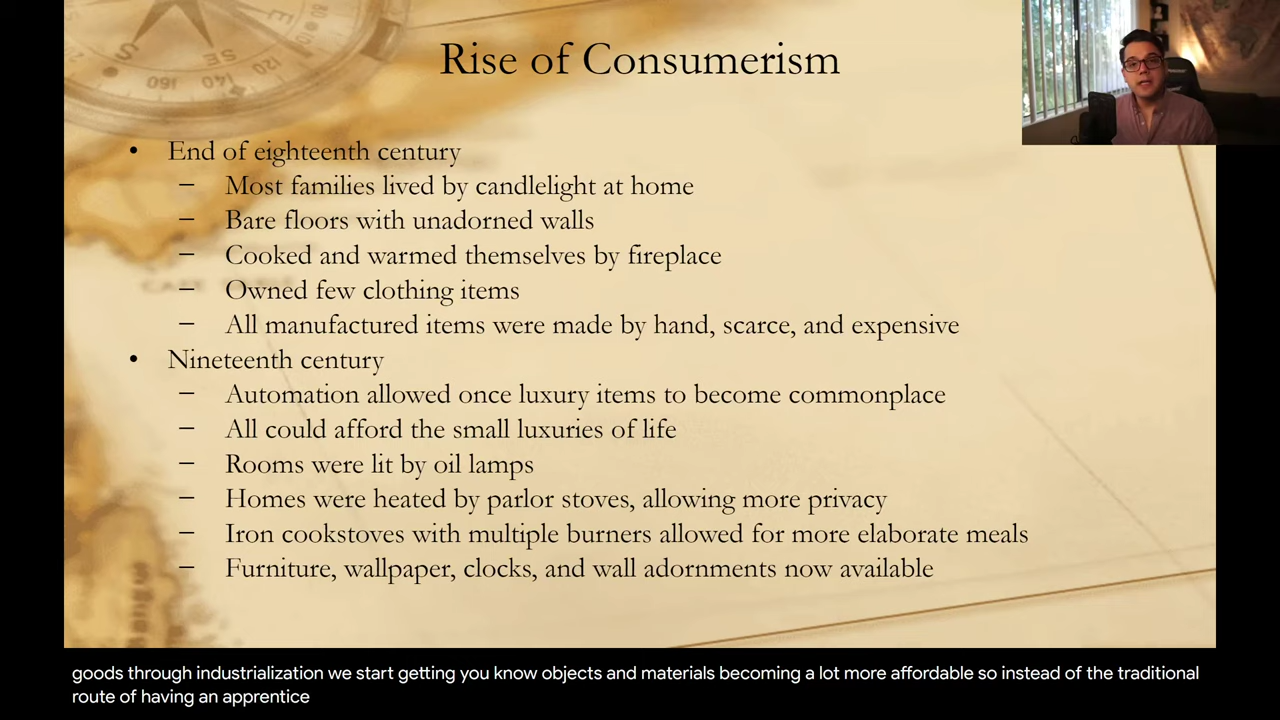 Rise of Consumerism
• End of eighteenth century
– Most families lived by candlelight at home
– Bare floors with unadorned walls
– Cooked and warmed themselves by fireplace
– Owned few clothing items
– All manufactured items were made by hand, scarce, and expensive
• Nineteenth century
– Automation allowed once luxury items to become commonplace
– All could afford the small luxuries of life
– Rooms were lit by oil lamps
– Homes were heated by parlor stoves, allowing more privacy
– Iron cookstoves with multiple burners allowed for more elaborate meals
– Furniture, wallpaper, clocks, and wall adornments now available
goods through industrialization we start getting you know objects and materials becoming a lot more affordable so instead of the traditional
route of having an apprentice
S
SE
E
160
140
120
80